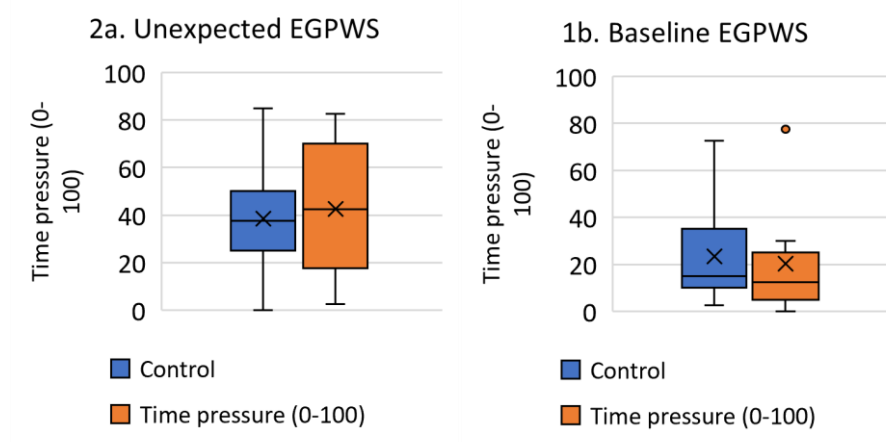 2a. Unexpected EGPWS
Time pressure (0-
100)
100
80
60
40
20
0
Control
Time pressure (0-100)
1b. Baseline EGPWS
Time pressure (0-
100)
100
80
60
40
20
0
Control
Time pressure (0-100)